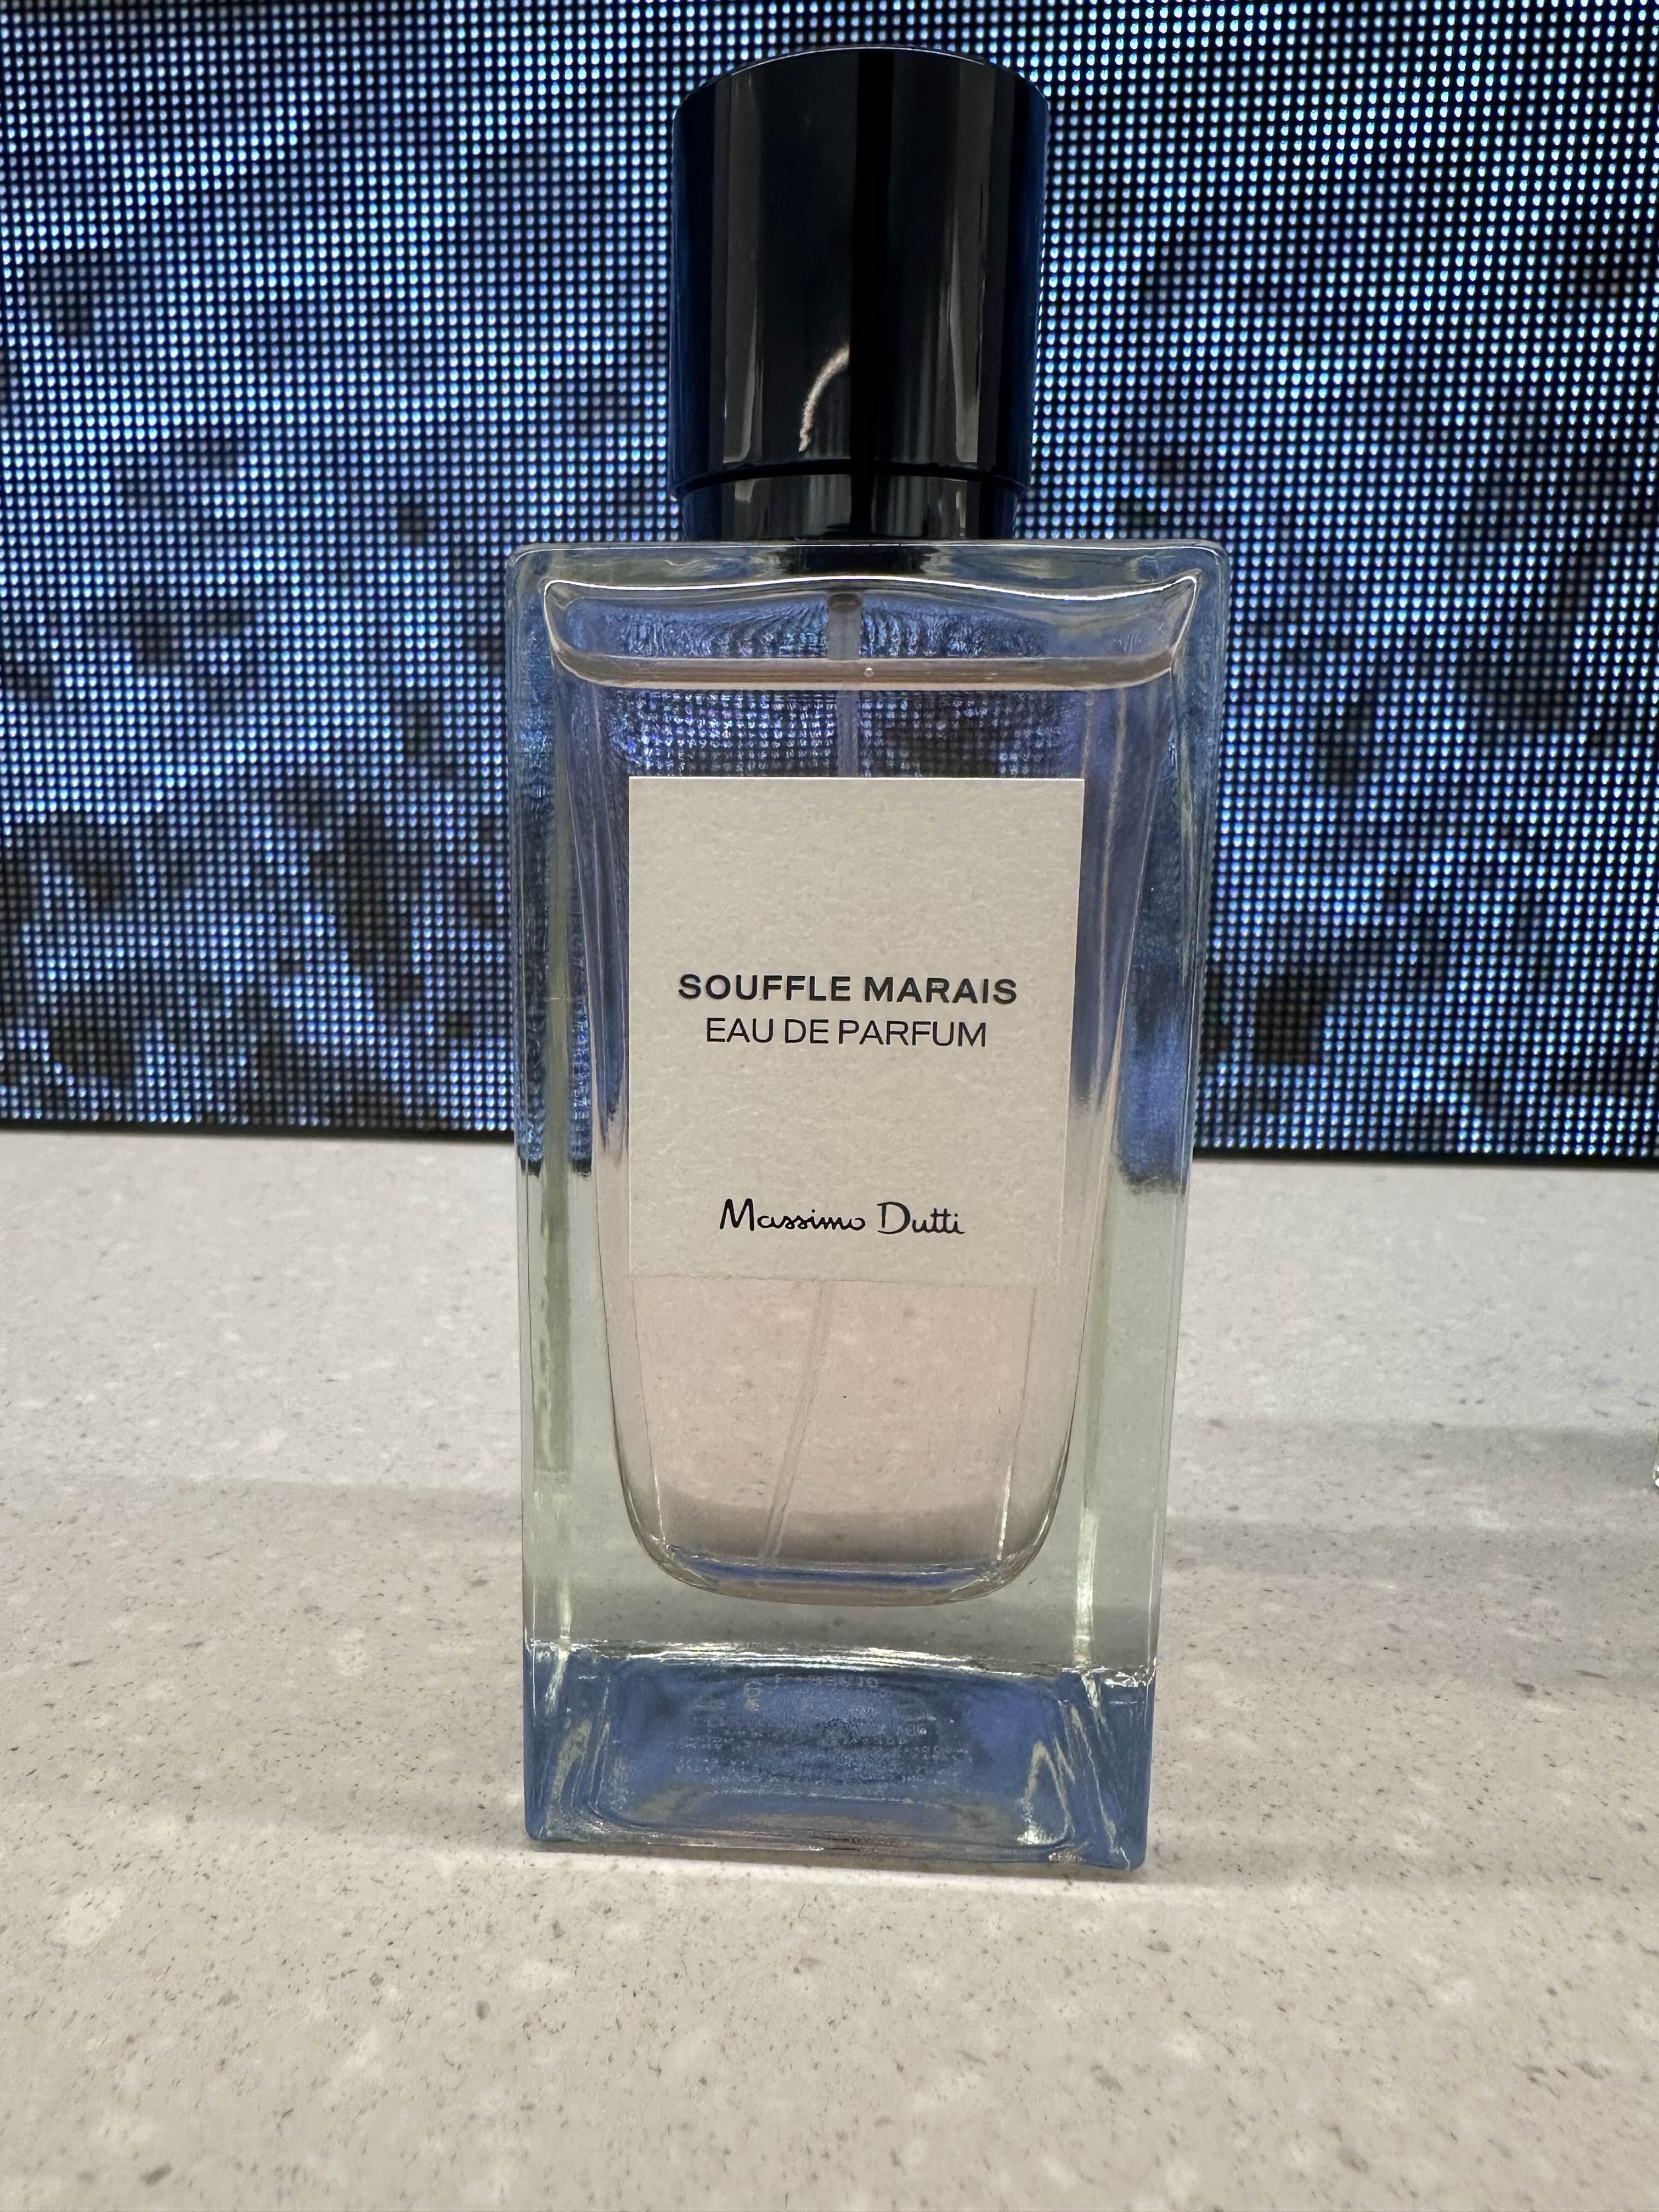 SOUFFLE MARAIS
EAU DE PARFUM
Massimo Dutti